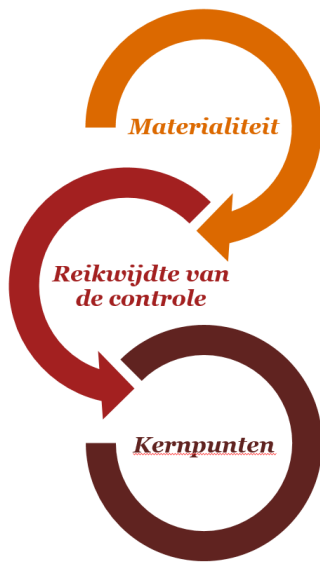 Materialiteit
Reikwijdte van
de controle
Kernpunten